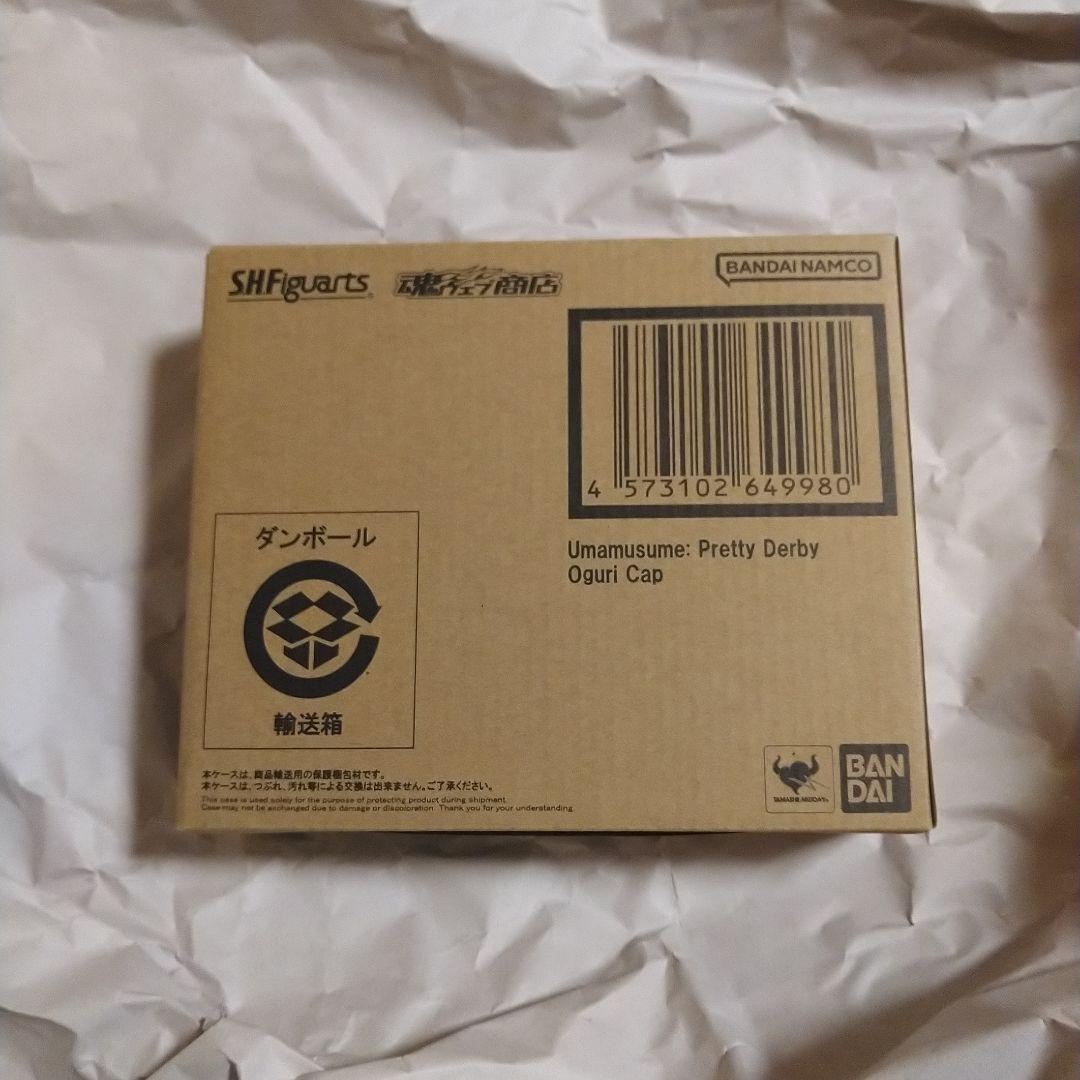 S.H.Figuarts 魂ウェブ商店
BANDAI NAMCO
4 573102 649980
Umamusume: Pretty Derby
Oguri Cap
ダンボール
輸送箱
本ケースは、商品輸送用の保護梱包材です。
本ケースは、つぶれ、汚れ等による交換は出来ません。ご了承ください。
This case is used solely for the purpose of protecting product during shipment.
Case may not be exchanged due to damage or discoloration. Thank you for your understanding.
TAMASHII NATIONS
BAN
DAI